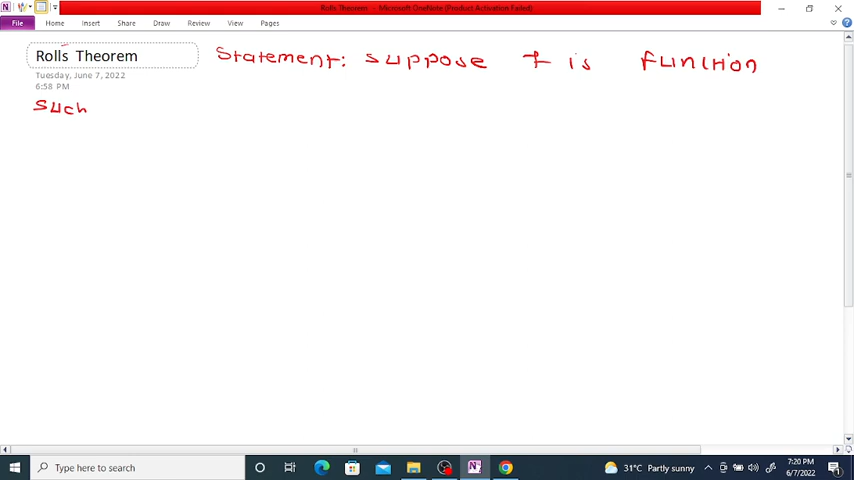 Rolls Theorem - Microsoft OneNote (Product Activation Failed)
File Home Insert Share Draw Review View Pages
Rolls Theorem Statement: suppose f is function
Tuesday, June 7, 2022
6:58 PM
such
Type here to search 31°C Partly sunny 7:20 PM
6/7/2022 1